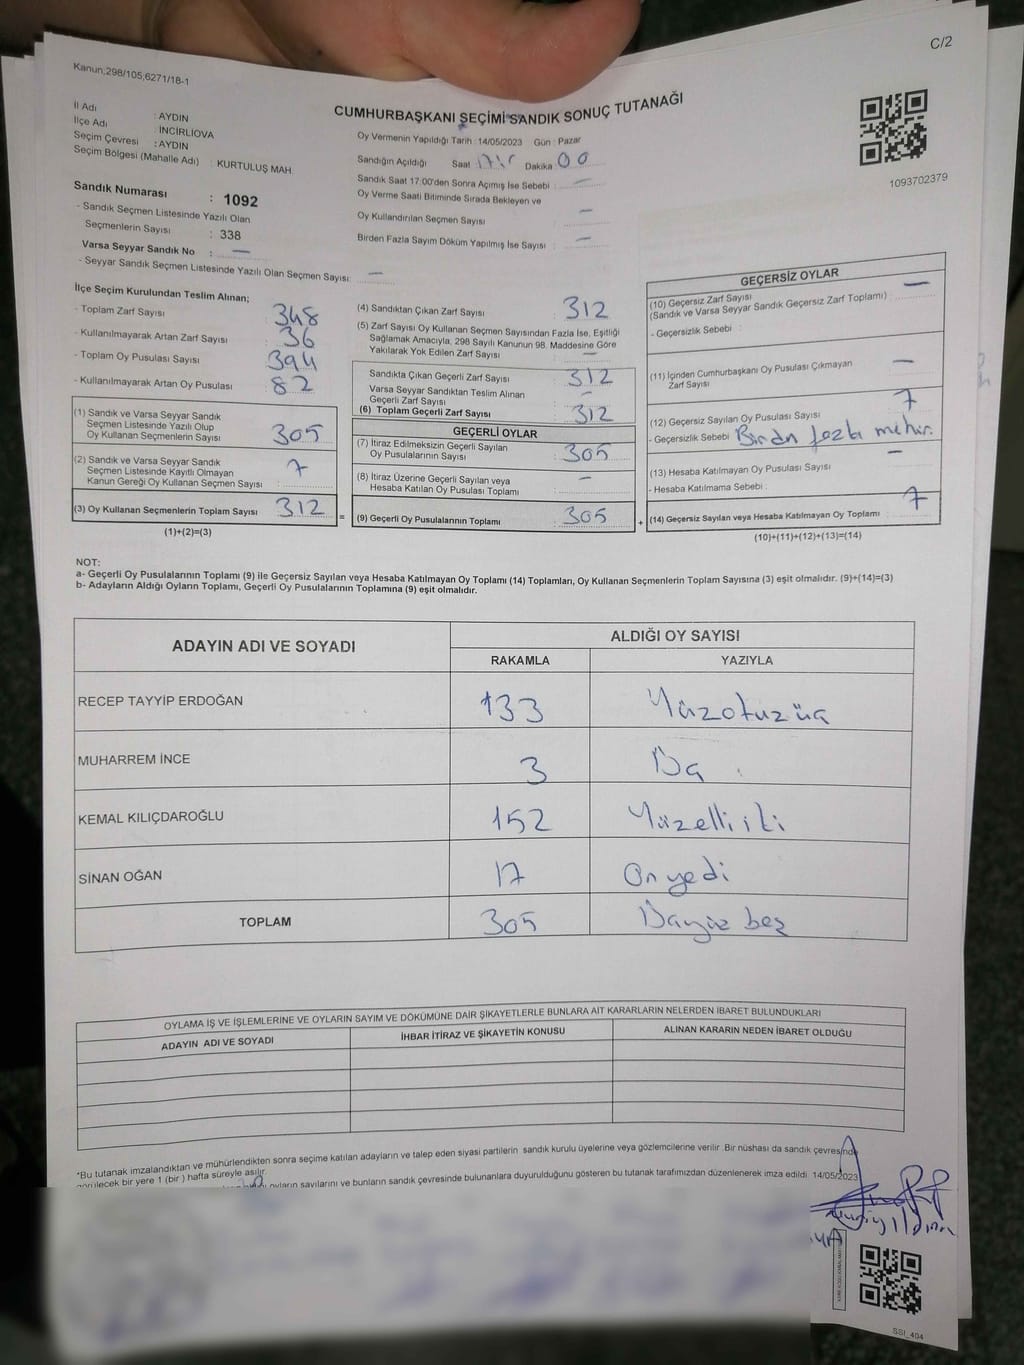 C/2
Kanun;298/105;6271/18-1
CUMHURBAŞKANI SEÇİMİ SANDIK SONUÇ TUTANAĞI
İl Adı : AYDIN
İlçe Adı : İNCİRLİOVA
Seçim Çevresi : AYDIN
Seçim Bölgesi (Mahalle Adı) : KURTULUŞ MAH
Sandık Numarası : 1092
- Sandık Seçmen Listesinde Yazılı Olan
Seçmenlerin Sayısı : 338
Varsa Seyyar Sandık No : —
- Seyyar Sandık Seçmen Listesinde Yazılı Olan Seçmen Sayısı: —
Oy Vermenin Yapıldığı Tarih : 14/05/2023 Gün : Pazar
Sandığın Açıldığı Saat Dakika : 00
Sandık Saat 17:00'den Sonra Açımış İse Sebebi : —
Oy Verme Saati Bitiminde Sırada Bekleyen ve
Oy Kullandırılan Seçmen Sayısı —
Birden Fazla Sayım Döküm Yapılmış İse Sayısı : —
1093702379
İlçe Seçim Kurulundan Teslim Alınan;
- Toplam Zarf Sayısı : 348
- Kullanılmayarak Artan Zarf Sayısı : 36
- Toplam Oy Pusulası Sayısı : 394
- Kullanılmayarak Artan Oy Pusulası : 82
(1) Sandık ve Varsa Seyyar Sandık
Seçmen Listesinde Yazılı Olup
Oy Kullanan Seçmenlerin Sayısı : 305
(2) Sandık ve Varsa Seyyar Sandık
Seçmen Listesinde Kayıtlı Olmayan
Kanun Gereği Oy Kullanan Seçmen Sayısı : 7
(3) Oy Kullanan Seçmenlerin Toplam Sayısı : 312
(1)+(2)=(3)
(4) Sandıktan Çıkan Zarf Sayısı : 312
(5) Zarf Sayısı Oy Kullanan Seçmen Sayısından Fazla İse, Eşitliği
Sağlamak Amacıyla, 298 Sayılı Kanunun 98. Maddesine Göre
Yakılarak Yok Edilen Zarf Sayısı : —
Sandıkta Çıkan Geçerli Zarf Sayısı : 312
Varsa Seyyar Sandıktan Teslim Alınan
Geçerli Zarf Sayısı : —
(6) Toplam Geçerli Zarf Sayısı : 312
GEÇERLİ OYLAR
(7) İtiraz Edilmeksizin Geçerli Sayılan
Oy Pusulalarının Sayısı : 305
(8) İtiraz Üzerine Geçerli Sayılan veya
Hesaba Katılan Oy Pusulası Toplamı : —
= (9) Geçerli Oy Pusulalarının Toplamı : 305 +
GEÇERSİZ OYLAR
(10) Geçersiz Zarf Sayısı
(Sandık ve Varsa Seyyar Sandık Geçersiz Zarf Toplamı) : —
- Geçersizlik Sebebi :
(11) İçinden Cumhurbaşkanı Oy Pusulası Çıkmayan
Zarf Sayısı : —
(12) Geçersiz Sayılan Oy Pusulası Sayısı : 7
- Geçersizlik Sebebi : Birdn fazla mühür.
(13) Hesaba Katılmayan Oy Pusulası Sayısı : —
- Hesaba Katılmama Sebebi :
(14) Geçersiz Sayılan veya Hesaba Katılmayan Oy Toplamı : 7
(10)+(11)+(12)+(13)=(14)
NOT:
a- Geçerli Oy Pusulalarının Toplamı (9) ile Geçersiz Sayılan veya Hesaba Katılmayan Oy Toplamı (14) Toplamları, Oy Kullanan Seçmenlerin Toplam Sayısına (3) eşit olmalıdır. (9)+(14)=(3)
b- Adayların Aldığı Oyların Toplamı, Geçerli Oy Pusulalarının Toplamına (9) eşit olmalıdır.
ADAYIN ADI VE SOYADI ALDIĞI OY SAYISI
RAKAMLA YAZIYLA
RECEP TAYYİP ERDOĞAN 133 Yüzotuzüç
MUHARREM İNCE 3 Üç
KEMAL KILIÇDAROĞLU 152 Yüzelliiki
SİNAN OĞAN 17 Onyedi
TOPLAM 305 Üçyüz beş
OYLAMA İŞ VE İŞLEMLERİNE VE OYLARIN SAYIM VE DÖKÜMÜNE DAİR ŞİKAYETLERLE BUNLARA AİT KARARLARIN NELERDEN İBARET BULUNDUKLARI
ADAYIN ADI VE SOYADI İHBAR İTİRAZ VE ŞİKAYETİN KONUSU ALINAN KARARIN NEDEN İBARET OLDUĞU
*Bu tutanak imzalandıktan ve mühürlendikten sonra seçime katılan adayların ve talep eden siyasi partilerin sandık kurulu üyelerine veya gözlemcilerine verilir. Bir nüshası da sandık çevresinde
görülecek bir yere 1 (bir ) hafta süreyle asılır.
oyların sayılarını ve bunların sandık çevresinde bulunanlara duyurulduğunu gösteren bu tutanak tarafımızdan düzenlenerek imza edildi. 14/05/2023
SSI_404